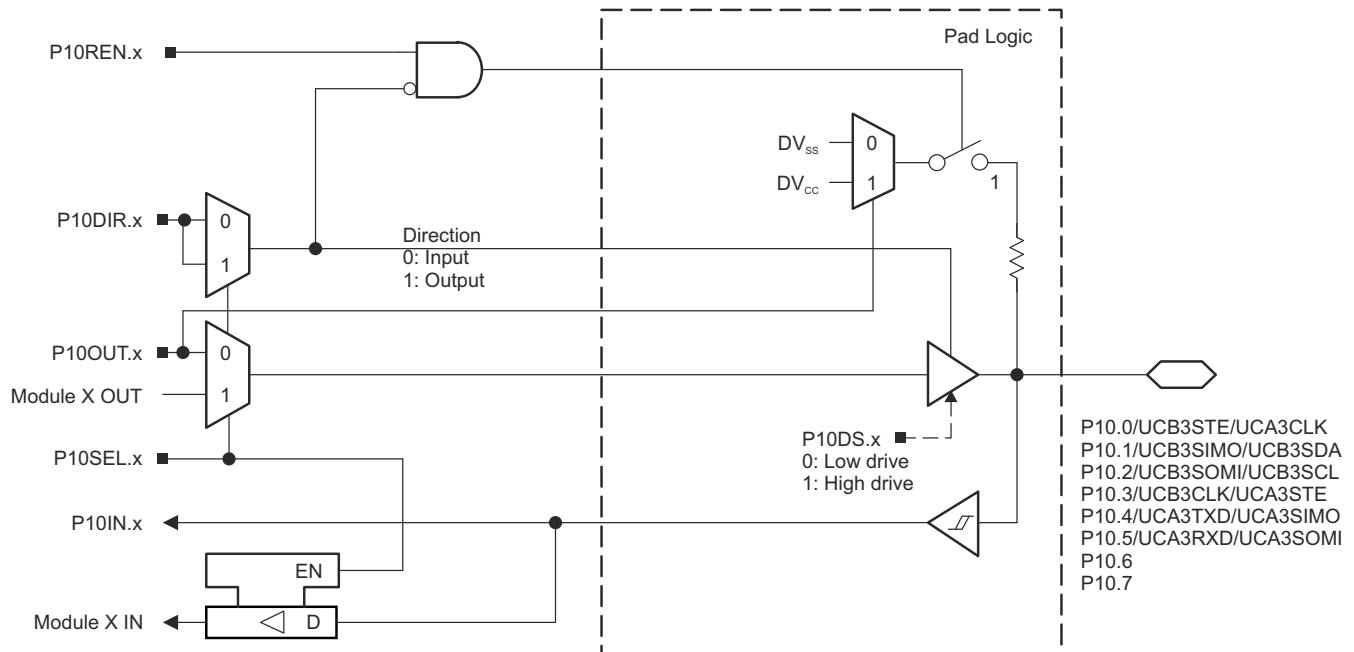 Pad Logic
P10REN.x
DVSS
0
DVCC
1
1
P10DIR.x
0
1
Direction
0: Input
1: Output
P10OUT.x
0
Module X OUT
1
P10DS.x
0: Low drive
1: High drive
P10SEL.x
P10IN.x
EN
Module X IN
D
P10.0/UCB3STE/UCA3CLK
P10.1/UCB3SIMO/UCB3SDA
P10.2/UCB3SOMI/UCB3SCL
P10.3/UCB3CLK/UCA3STE
P10.4/UCA3TXD/UCA3SIMO
P10.5/UCA3RXD/UCA3SOMI
P10.6
P10.7